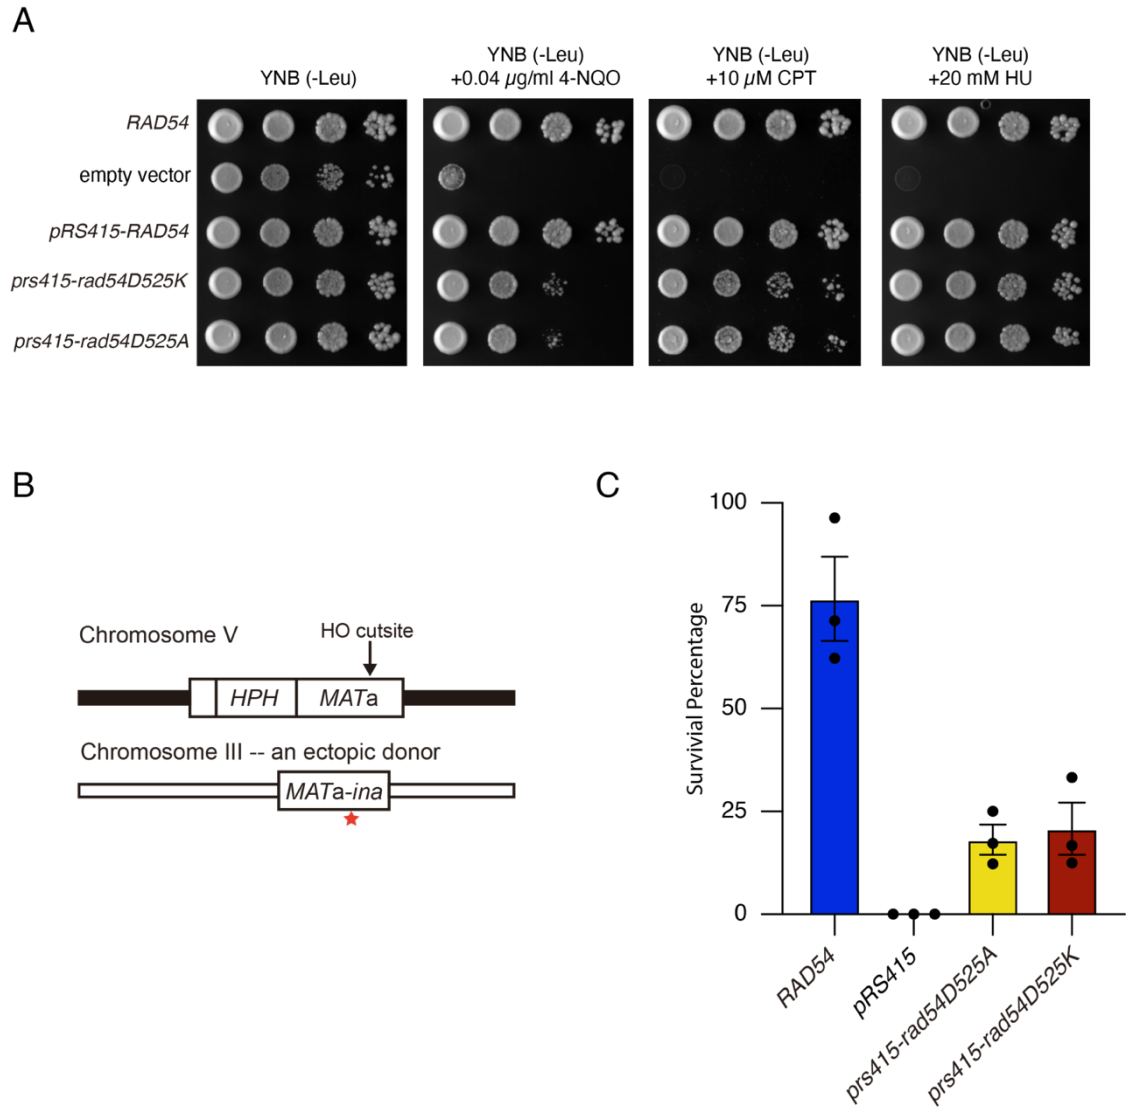 A
YNB (-Leu)
YNB (-Leu)
+0.04 µg/ml 4-NQO
YNB (-Leu)
+10 µM CPT
YNB (-Leu)
+20 mM HU
RAD54
empty vector
pRS415-RAD54
prs415-rad54D525K
prs415-rad54D525A
B
Chromosome V
HO cutsite
HPH
MATa
Chromosome III -- an ectopic donor
MATa-ina
C
Survivial Percentage
100
75
50
25
0
RAD54
pRS415
prs415-rad54D525A
prs415-rad54D525K